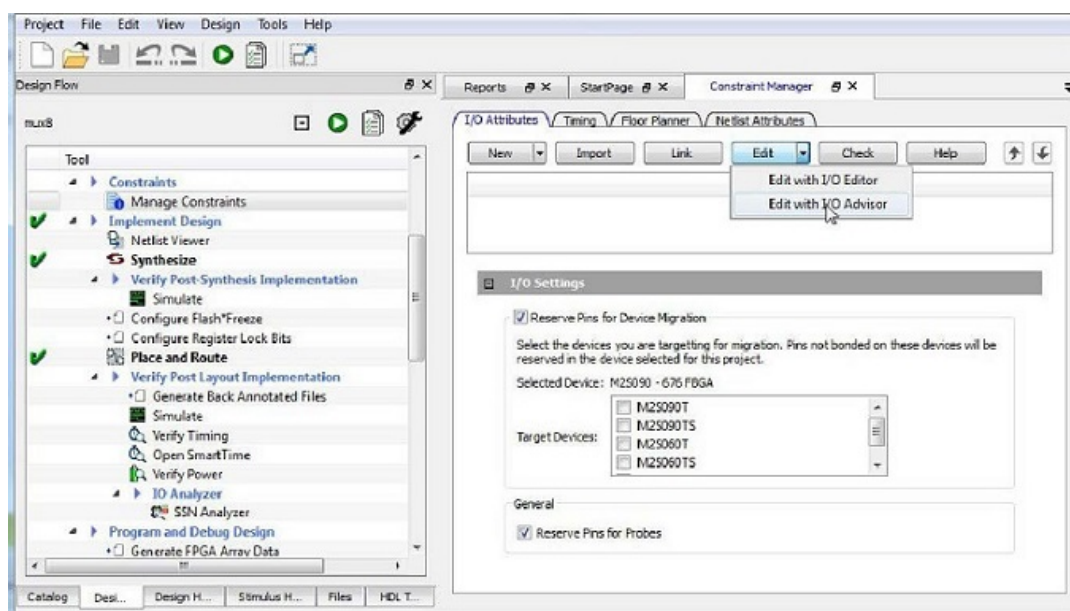 Project File Edit View Design Tools Help
Design Flow
Reports StartPage Constraint Manager
mux8
I/O Attributes Timing Floor Planner Netlist Attributes
New Import Link Edit Check Help
Edit with I/O Editor
Edit with I/O Advisor
Tool
Constraints
Manage Constraints
Implement Design
Netlist Viewer
Synthesize
Verify Post-Synthesis Implementation
Simulate
Configure Flash*Freeze
Configure Register Lock Bits
Place and Route
Verify Post Layout Implementation
Generate Back Annotated Files
Simulate
Verify Timing
Open SmartTime
Verify Power
IO Analyzer
SSN Analyzer
Program and Debug Design
Generate FPGA Array Data
Catalog Desi... Design H... Stimulus H... Files HDL T...
I/O Settings
Reserve Pins for Device Migration
Select the devices you are targetting for migration. Pins not bonded on these devices will be
reserved in the device selected for this project.
Selected Device: M2S090 - 676 FBGA
Target Devices:
M2S090T
M2S090TS
M2S060T
M2S060TS
General
Reserve Pins for Probes